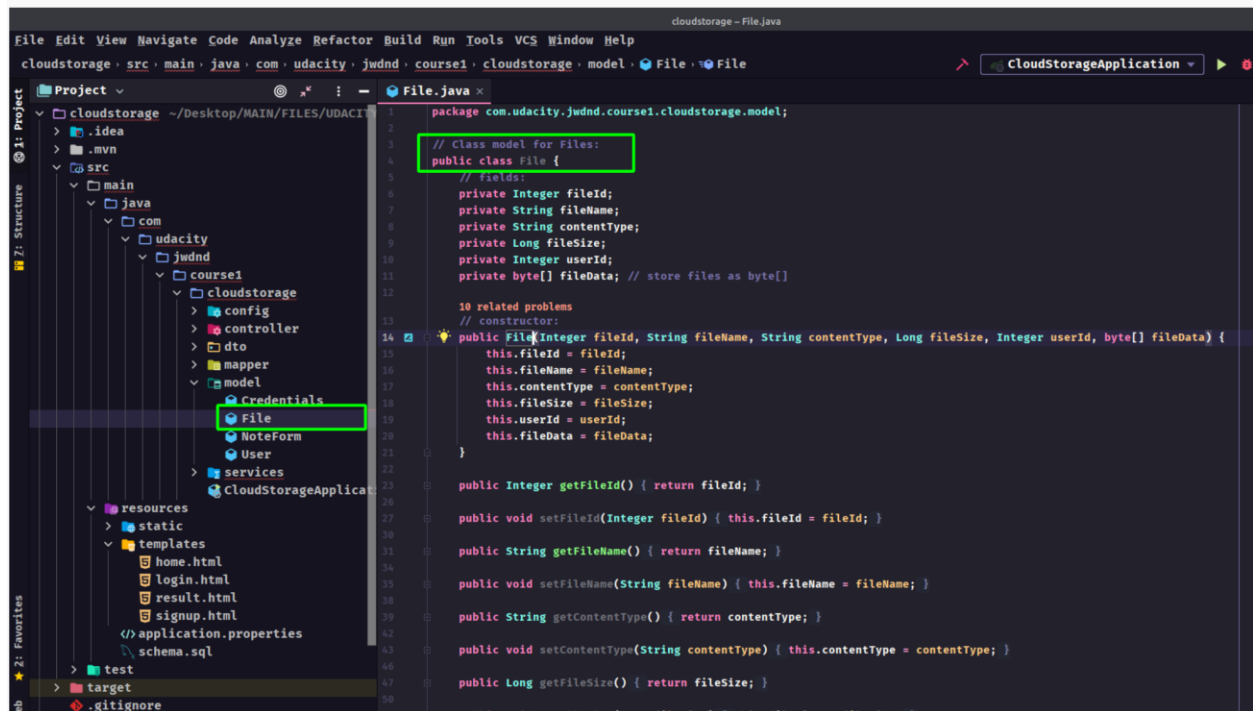 cloudstorage – File.java
File Edit View Navigate Code Analyze Refactor Build Run Tools VCS Window Help
cloudstorage › src › main › java › com › udacity › jwdnd › course1 › cloudstorage › model › File › File
CloudStorageApplication
1: Project
7: Structure
2: Favorites
Project
cloudstorage ~/Desktop/MAIN/FILES/UDACITY
.idea
.mvn
src
main
java
com
udacity
jwdnd
course1
cloudstorage
config
controller
dto
mapper
model
Credentials
File
NoteForm
User
services
CloudStorageApplicat
resources
static
templates
home.html
login.html
result.html
signup.html
application.properties
schema.sql
test
target
.gitignore
File.java ×
1 package com.udacity.jwdnd.course1.cloudstorage.model;
2
3 // Class model for Files:
4 public class File {
5 // fields:
6 private Integer fileId;
7 private String fileName;
8 private String contentType;
9 private Long fileSize;
10 private Integer userId;
11 private byte[] fileData; // store files as byte[]
12
10 related problems
13 // constructor:
14 public File(Integer fileId, String fileName, String contentType, Long fileSize, Integer userId, byte[] fileData) {
15 this.fileId = fileId;
16 this.fileName = fileName;
17 this.contentType = contentType;
18 this.fileSize = fileSize;
19 this.userId = userId;
20 this.fileData = fileData;
21 }
22
23 public Integer getFileId() { return fileId; }
26
27 public void setFileId(Integer fileId) { this.fileId = fileId; }
30
31 public String getFileName() { return fileName; }
34
35 public void setFileName(String fileName) { this.fileName = fileName; }
38
39 public String getContentType() { return contentType; }
42
43 public void setContentType(String contentType) { this.contentType = contentType; }
46
47 public Long getFileSize() { return fileSize; }
50